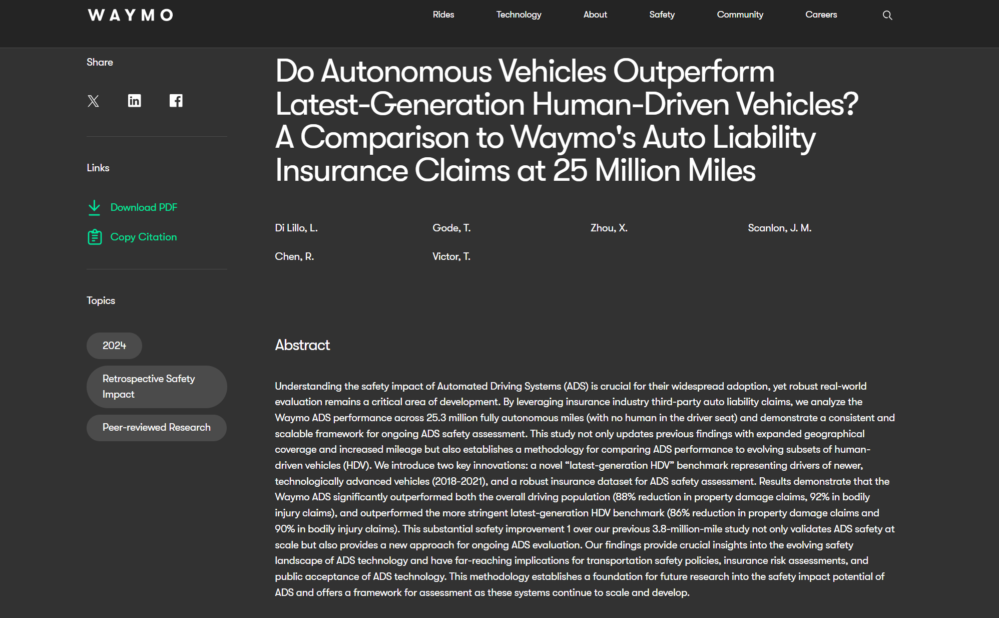 WAYMO
Rides
Technology
About
Safety
Community
Careers
Share
Links
Download PDF
Copy Citation
Topics
2024
Retrospective Safety
Impact
Peer-reviewed Research
Do Autonomous Vehicles Outperform
Latest-Generation Human-Driven Vehicles?
A Comparison to Waymo's Auto Liability
Insurance Claims at 25 Million Miles
Di Lillo, L.
Gode, T.
Zhou, X.
Scanlon, J. M.
Chen, R.
Victor, T.
Abstract
Understanding the safety impact of Automated Driving Systems (ADS) is crucial for their widespread adoption, yet robust real-world
evaluation remains a critical area of development. By leveraging insurance industry third-party auto liability claims, we analyze the
Waymo ADS performance across 25.3 million fully autonomous miles (with no human in the driver seat) and demonstrate a consistent and
scalable framework for ongoing ADS safety assessment. This study not only updates previous findings with expanded geographical
coverage and increased mileage but also establishes a methodology for comparing ADS performance to evolving subsets of human-
driven vehicles (HDV). We introduce two key innovations: a novel “latest-generation HDV” benchmark representing drivers of newer,
technologically advanced vehicles (2018-2021), and a robust insurance dataset for ADS safety assessment. Results demonstrate that the
Waymo ADS significantly outperformed both the overall driving population (88% reduction in property damage claims, 92% in bodily
injury claims), and outperformed the more stringent latest-generation HDV benchmark (86% reduction in property damage claims and
90% in bodily injury claims). This substantial safety improvement 1 over our previous 3.8-million-mile study not only validates ADS safety at
scale but also provides a new approach for ongoing ADS evaluation. Our findings provide crucial insights into the evolving safety
landscape of ADS technology and have far-reaching implications for transportation safety policies, insurance risk assessments, and
public acceptance of ADS technology. This methodology establishes a foundation for future research into the safety impact potential of
ADS and offers a framework for assessment as these systems continue to scale and develop.